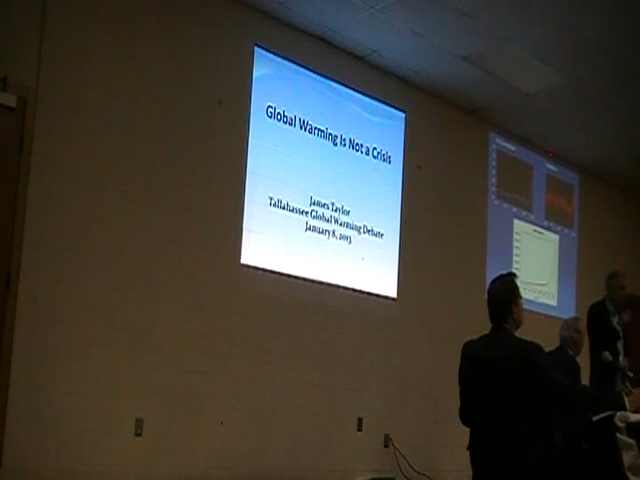 Global Warming Is Not a Crisis
James Taylor
Tallahassee Global Warming Debate
January 8, 2013